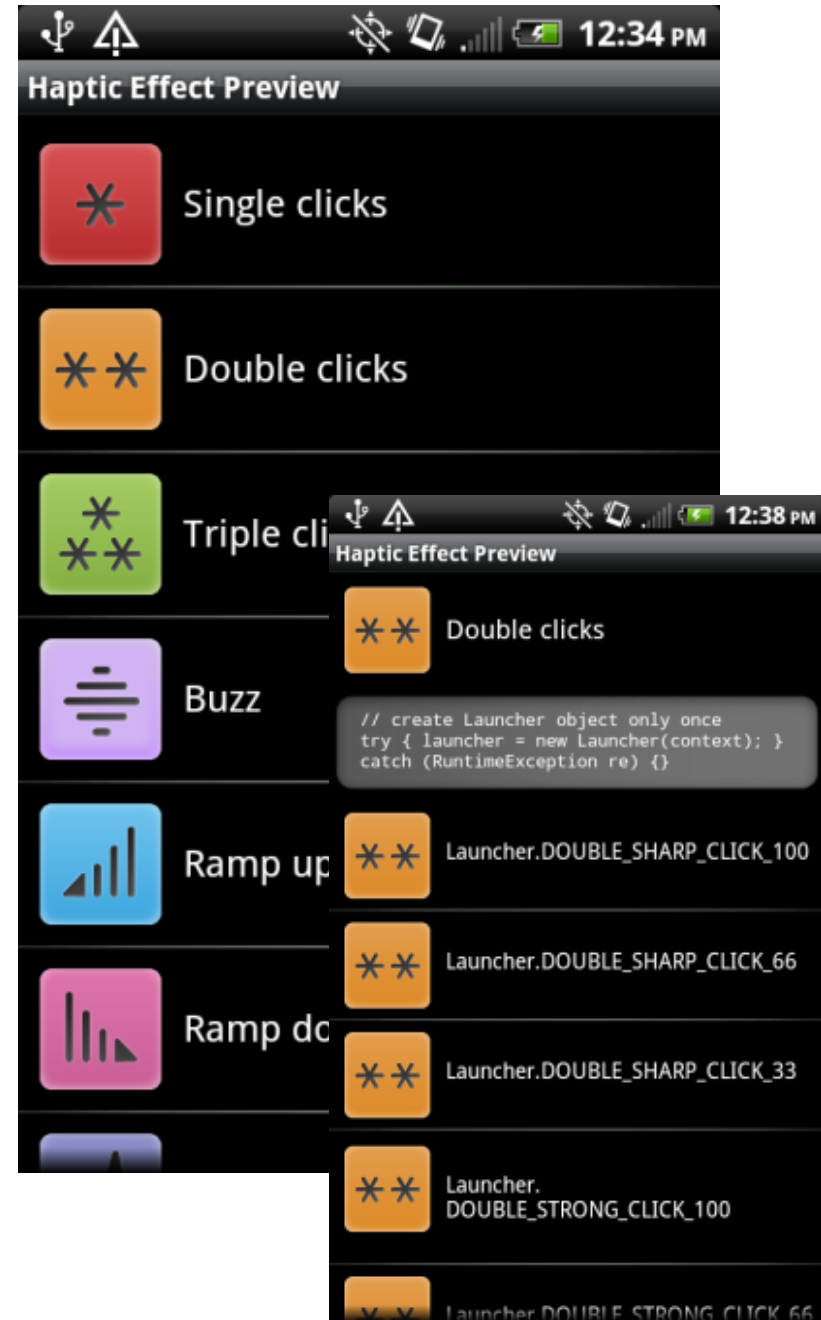 12:34 PM
Haptic Effect Preview
Single clicks
Double clicks
Triple cli
Buzz
Ramp up
Ramp do
12:38 PM
Haptic Effect Preview
Double clicks
// create Launcher object only once
try { launcher = new Launcher(context); }
catch (RuntimeException re) {}
Launcher.DOUBLE_SHARP_CLICK_100
Launcher.DOUBLE_SHARP_CLICK_66
Launcher.DOUBLE_SHARP_CLICK_33
Launcher.
DOUBLE_STRONG_CLICK_100
Launcher.DOUBLE_STRONG_CLICK_66